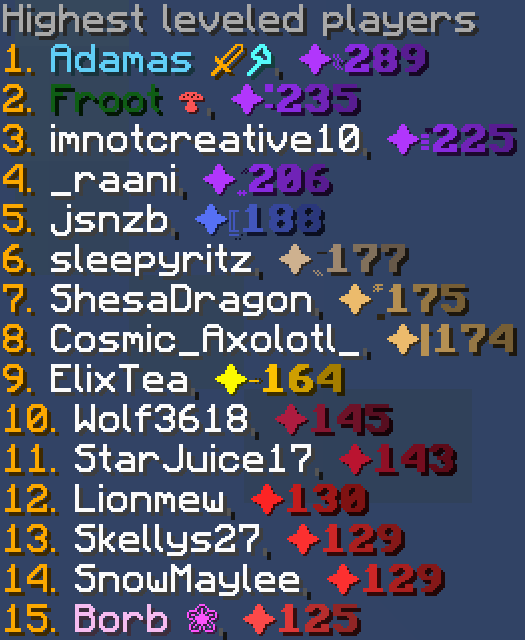 Highest leveled players
1. Adamas, 289
2. Froot, 235
3. imnotcreative10, 225
4. _raani, 206
5. jsnzb, 188
6. sleepyritz, 177
7. ShesaDragon, 175
8. Cosmic_Axolotl_, 174
9. ElixTea, 164
10. Wolf3618, 145
11. StarJuice17, 143
12. Lionmew, 130
13. Skellys27, 129
14. SnowMaylee, 129
15. Borb, 125